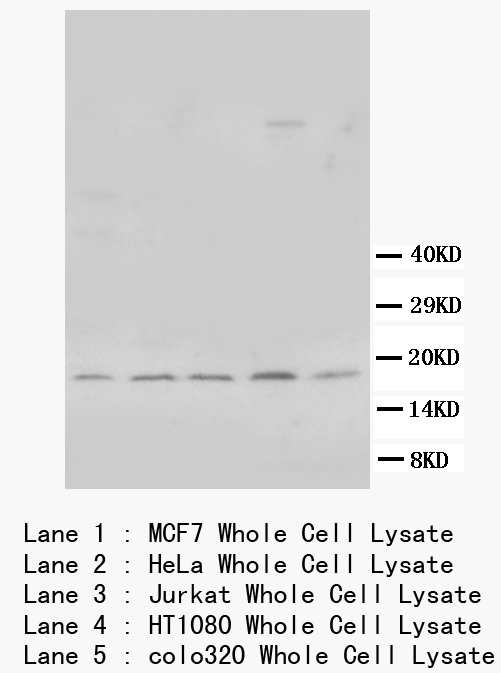 40KD
29KD
20KD
14KD
8KD
Lane 1 : MCF7 Whole Cell Lysate
Lane 2 : HeLa Whole Cell Lysate
Lane 3 : Jurkat Whole Cell Lysate
Lane 4 : HT1080 Whole Cell Lysate
Lane 5 : colo320 Whole Cell Lysate